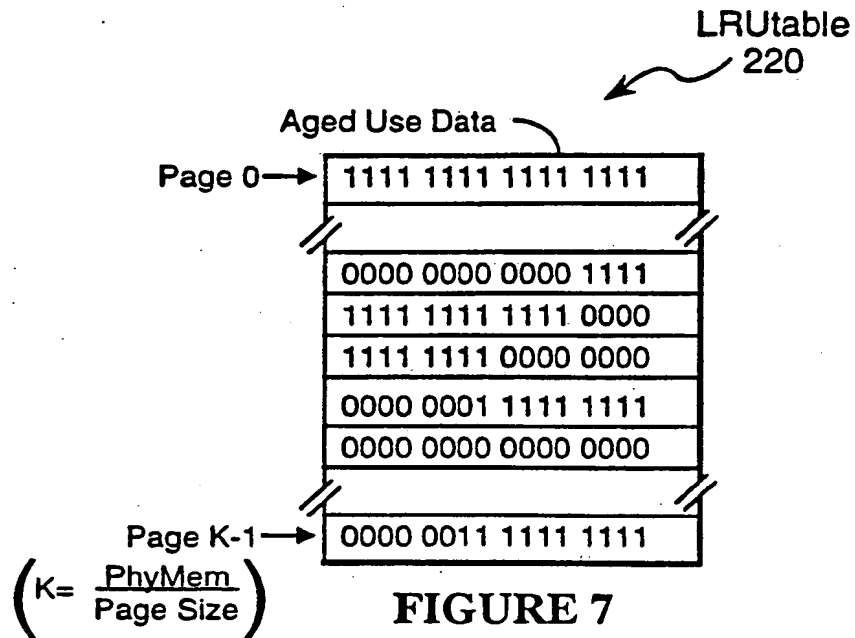 LRUtable
220
Aged Use Data
Page 0
1111 1111 1111 1111
0000 0000 0000 1111
1111 1111 1111 0000
1111 1111 0000 0000
0000 0001 1111 1111
0000 0000 0000 0000
Page K-1
0000 0011 1111 1111
(K= PhyMem
Page Size)
FIGURE 7